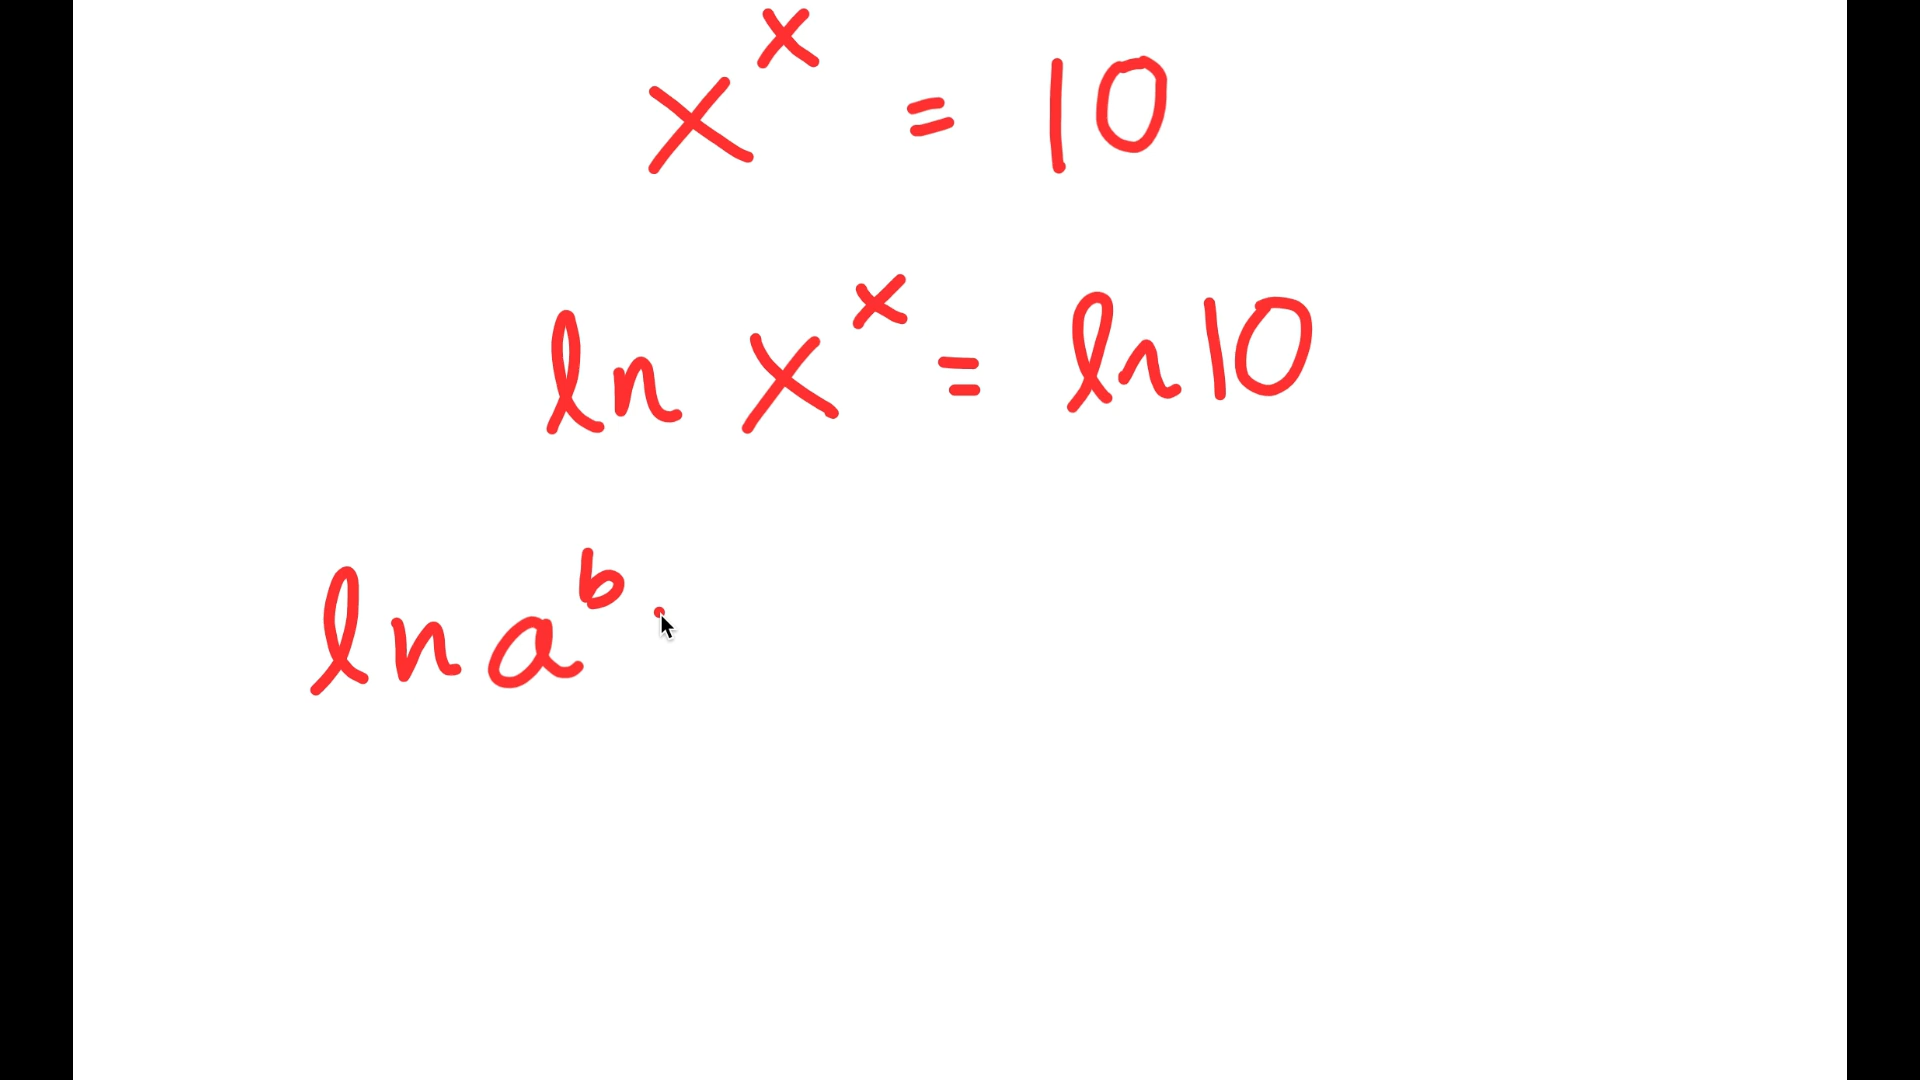 x^x = 10
ln x^x = ln 10
ln a^b